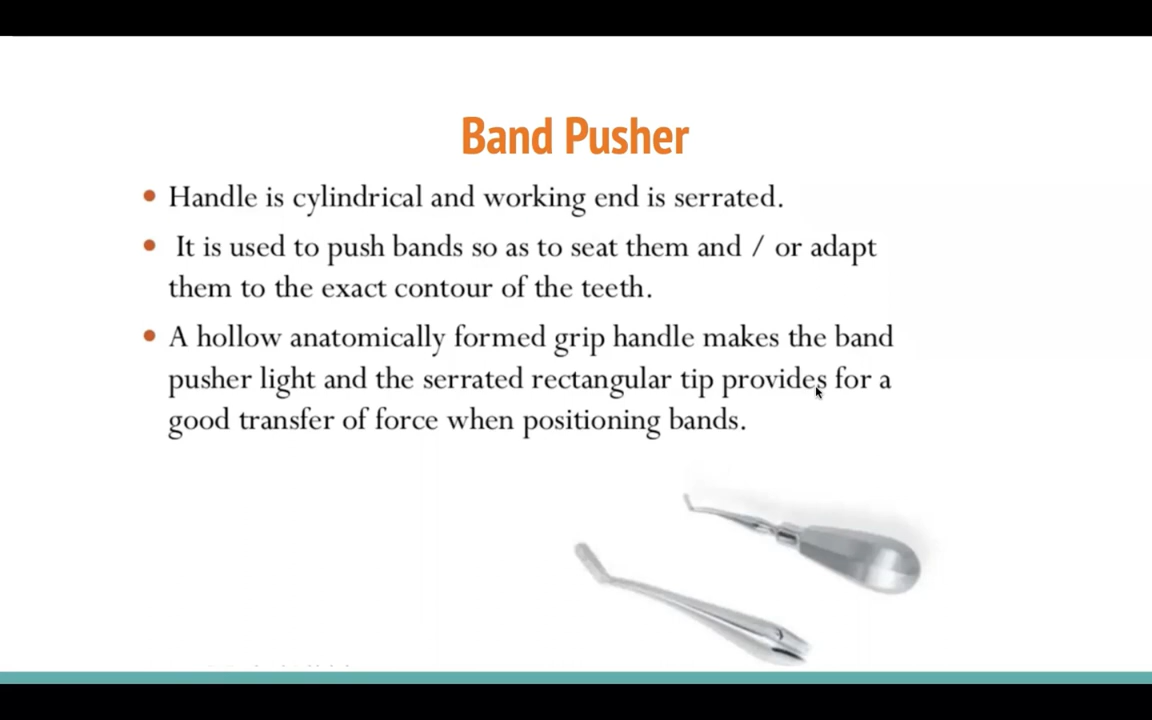 Band Pusher
Handle is cylindrical and working end is serrated.
It is used to push bands so as to seat them and / or adapt
them to the exact contour of the teeth.
A hollow anatomically formed grip handle makes the band
pusher light and the serrated rectangular tip provides for a
good transfer of force when positioning bands.